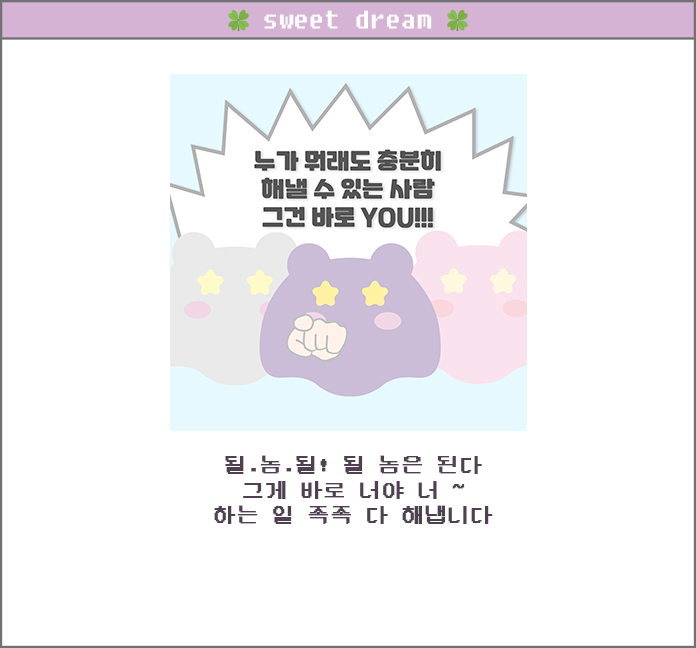 🍀 sweet dream 🍀
누가 뭐래도 충분히
해낼 수 있는 사람
그건 바로 YOU!!!
될.놈.될! 될 놈은 된다
그게 바로 너야 너 ~
하는 일 족족 다 해냅니다